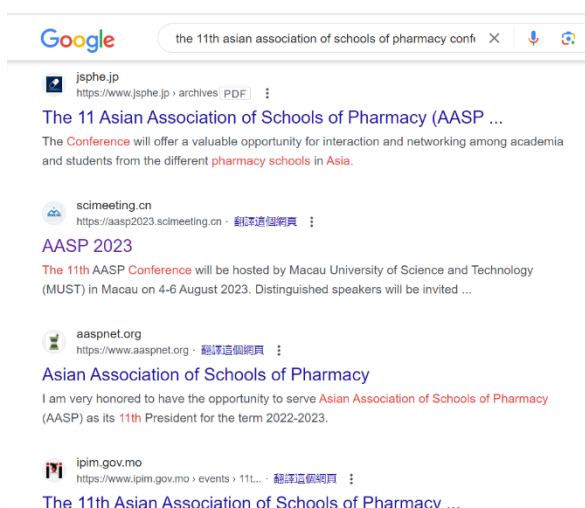 Google
the 11th asian association of schools of pharmacy confe
jsphe.jp
https://www.jsphe.jp › archives PDF
The 11 Asian Association of Schools of Pharmacy (AASP ...
The Conference will offer a valuable opportunity for interaction and networking among academia
and students from the different pharmacy schools in Asia.
scimeeting.cn
https://aasp2023.scimeeting.cn · 翻譯這個網頁
AASP 2023
The 11th AASP Conference will be hosted by Macau University of Science and Technology
(MUST) in Macau on 4-6 August 2023. Distinguished speakers will be invited ...
aaspnet.org
https://www.aaspnet.org · 翻譯這個網頁
Asian Association of Schools of Pharmacy
I am very honored to have the opportunity to serve Asian Association of Schools of Pharmacy
(AASP) as its 11th President for the term 2022-2023.
ipim.gov.mo
https://www.ipim.gov.mo › events › 11t... · 翻譯這個網頁
The 11th Asian Association of Schools of Pharmacy ...